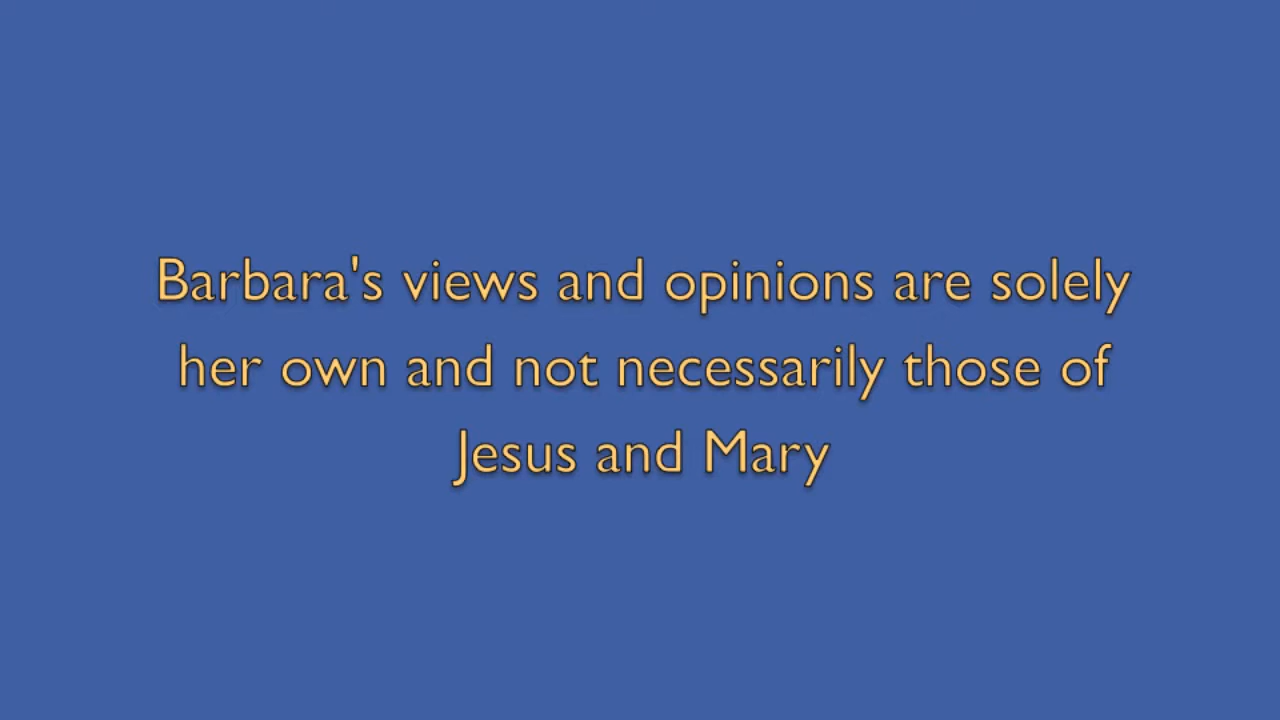 Barbara's views and opinions are solely
her own and not necessarily those of
Jesus and Mary